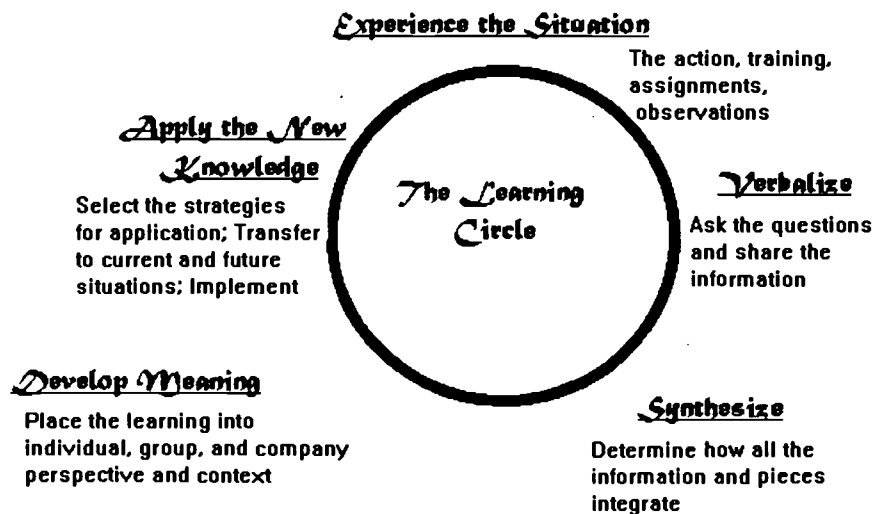 Experience the Situation
The action, training,
assignments,
observations
Verbalize
Ask the questions
and share the
information
Synthesize
Determine how all the
information and pieces
integrate
Develop Meaning
Place the learning into
individual, group, and company
perspective and context
Apply the New
Knowledge
Select the strategies
for application; Transfer
to current and future
situations; Implement
The Learning
Circle